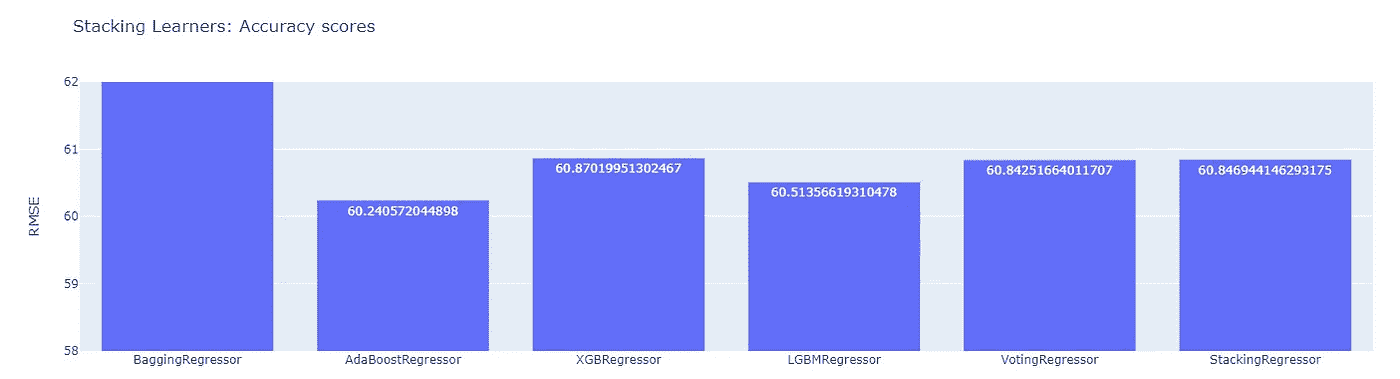 Stacking Learners: Accuracy scores
RMSE
62
61
60
59
58
60.240572044898
60.87019951302467
60.51356619310478
60.84251664011707
60.846944146293175
BaggingRegressor
AdaBoostRegressor
XGBRegressor
LGBMRegressor
VotingRegressor
StackingRegressor